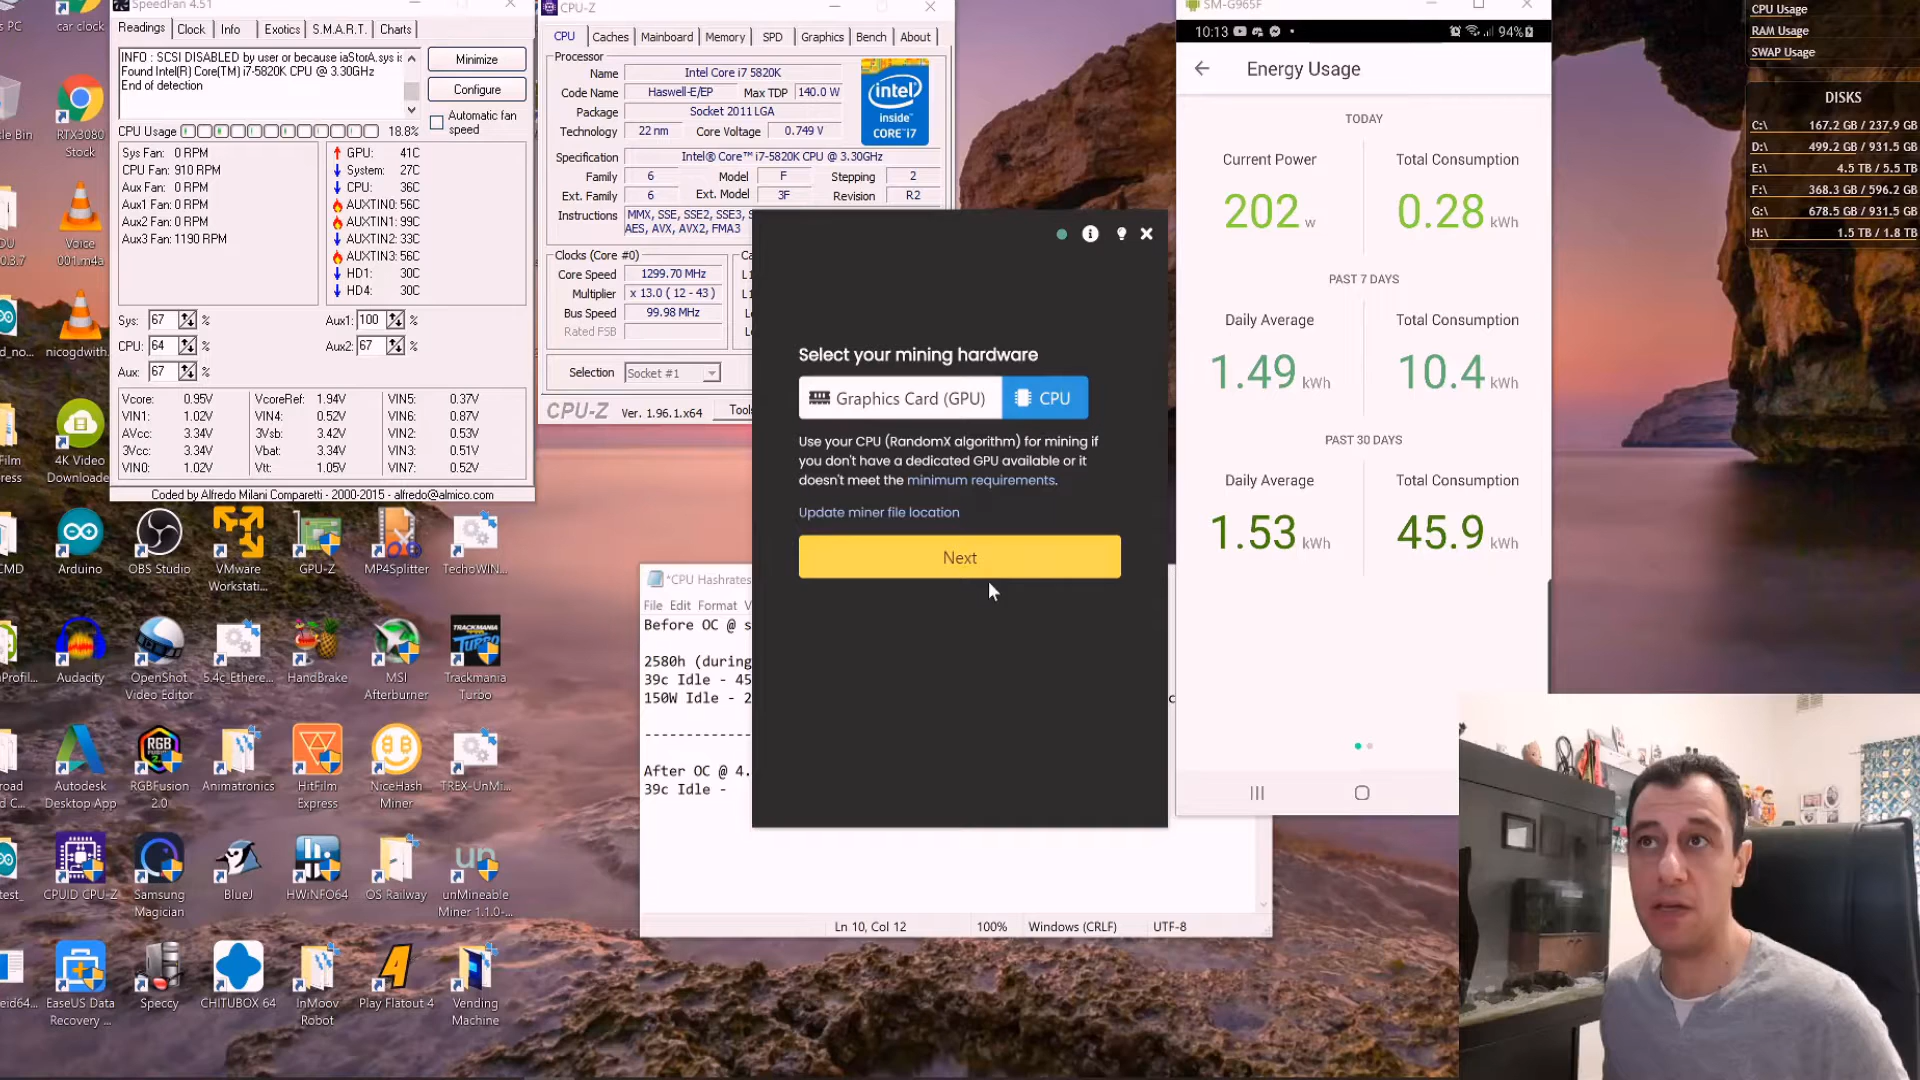 SpeedFan 4.51
Readings Clock Info Exotics S.M.A.R.T. Charts
INFO : SCSI DISABLED by user or because iaStorA.sys is
Found Intel(R) Core(TM) i7-5820K CPU @ 3.30GHz
End of detection
Minimize
Configure
Automatic fan
speed
CPU Usage 18.8%
Sys Fan: 0 RPM
CPU Fan: 910 RPM
Aux Fan: 0 RPM
Aux1 Fan: 0 RPM
Aux2 Fan: 0 RPM
Aux3 Fan: 1190 RPM
GPU: 41C
System: 27C
CPU: 36C
AUXTIN0: 56C
AUXTIN1: 99C
AUXTIN2: 33C
AUXTIN3: 56C
HD1: 30C
HD4: 30C
Sys: 67 %
CPU: 64 %
Aux: 67 %
Aux1: 100 %
Aux2: 67 %
Vcore: 0.95V
VIN1: 1.02V
AVcc: 3.34V
3Vcc: 3.34V
VIN0: 1.02V
VcoreRef: 1.94V
VIN4: 0.52V
3Vsb: 3.42V
Vbat: 3.34V
Vtt: 1.05V
VIN5: 0.37V
VIN6: 0.87V
VIN2: 0.53V
VIN3: 0.51V
VIN7: 0.52V
Coded by Alfredo Milani Comparetti - 2000-2015 - alfredo@almico.com
CPU-Z
CPU Caches Mainboard Memory SPD Graphics Bench About
Processor
Name Intel Core i7 5820K
Code Name Haswell-E/EP Max TDP 140.0 W
Package Socket 2011 LGA
Technology 22 nm Core Voltage 0.749 V
intel
inside™
CORE™i7
Specification Intel® Core™ i7-5820K CPU @ 3.30GHz
Family 6 Model F Stepping 2
Ext. Family 6 Ext. Model 3F Revision R2
Instructions MMX, SSE, SSE2, SSE3, S
AES, AVX, AVX2, FMA3
Clocks (Core #0)
Core Speed 1299.70 MHz
Multiplier x 13.0 ( 12 - 43 )
Bus Speed 99.98 MHz
Rated FSB
Selection Socket #1
CPU-Z Ver. 1.96.1.x64 Tools
Select your mining hardware
Graphics Card (GPU) CPU
Use your CPU (RandomX algorithm) for mining if
you don't have a dedicated GPU available or it
doesn't meet the minimum requirements.
Update miner file location
Next
*CPU Hashrates
File Edit Format V
Before OC @ s
2580h (during
39c Idle - 45
150W Idle - 2
After OC @ 4.
39c Idle -
Ln 10, Col 12 100% Windows (CRLF) UTF-8
SM-G965F
10:13 94%
Energy Usage
TODAY
Current Power
202 w
Total Consumption
0.28 kWh
PAST 7 DAYS
Daily Average
1.49 kWh
Total Consumption
10.4 kWh
PAST 30 DAYS
Daily Average
1.53 kWh
Total Consumption
45.9 kWh
CPU Usage
RAM Usage
SWAP Usage
DISKS
C:\ 167.2 GB / 237.9 GB
D:\ 499.2 GB / 931.5 GB
E:\ 4.5 TB / 5.5 TB
F:\ 368.3 GB / 596.2 GB
G:\ 678.5 GB / 931.5 GB
H:\ 1.5 TB / 1.8 TB
car clock
RTX3080
Stock
Voice
001.m4a
nicogdwith...
4K Video
Downloade...
Arduino
OBS Studio
VMware
Workstati...
GPU-Z
MP4Splitter
TechoWIN...
Audacity
OpenShot
Video Editor
5.4c_Ethere...
HandBrake
MSI
Afterburner
TRACKMANIA
TURBO
Trackmania
Turbo
Autodesk
Desktop App
RGB
RGBFusion
2.0
Animatronics
HitFilm
Express
NiceHash
Miner
TREX-UnMi...
CPUID CPU-Z
Samsung
Magician
BlueJ
HWiNFO64
OS Railway
un
unMineable
Miner 1.1.0-...
EaseUS Data
Recovery ...
Speccy
CHITUBOX 64
InMoov
Robot
Play Flatout 4
Vending
Machine